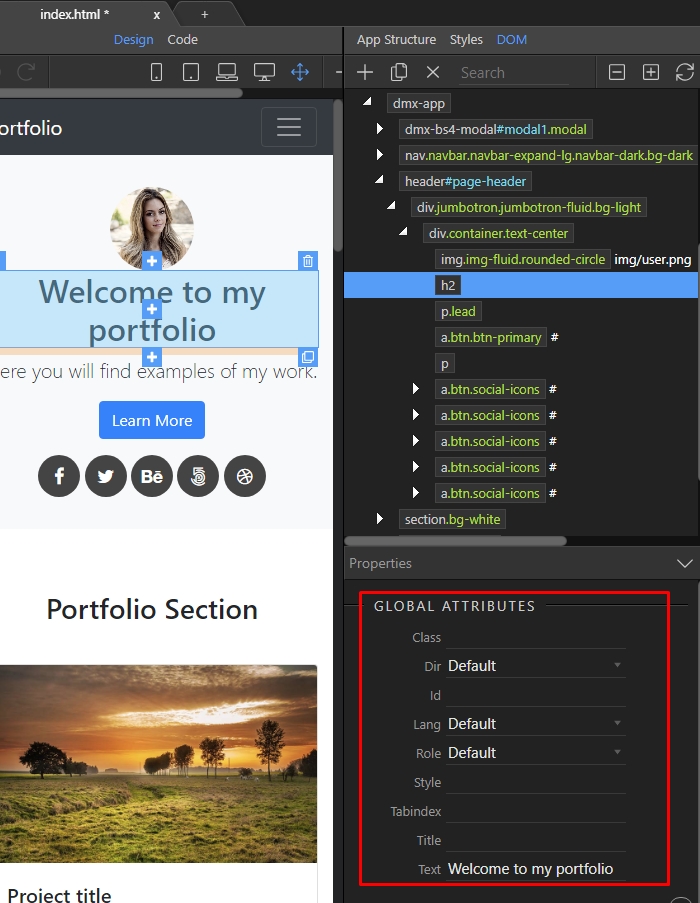 index.html * x +
Design Code
App Structure Styles DOM
Search
dmx-app
dmx-bs4-modal#modal1.modal
nav.navbar.navbar-expand-lg.navbar-dark.bg-dark
header#page-header
div.jumbotron.jumbotron-fluid.bg-light
div.container.text-center
img.img-fluid.rounded-circle img/user.png
h2
p.lead
a.btn.btn-primary #
p
a.btn.social-icons #
a.btn.social-icons #
a.btn.social-icons #
a.btn.social-icons #
a.btn.social-icons #
section.bg-white
ortfolio
Welcome to my
portfolio
ere you will find examples of my work.
Learn More
Bē
Portfolio Section
Project title
Properties
GLOBAL ATTRIBUTES
Class
Dir Default
Id
Lang Default
Role Default
Style
Tabindex
Title
Text Welcome to my portfolio